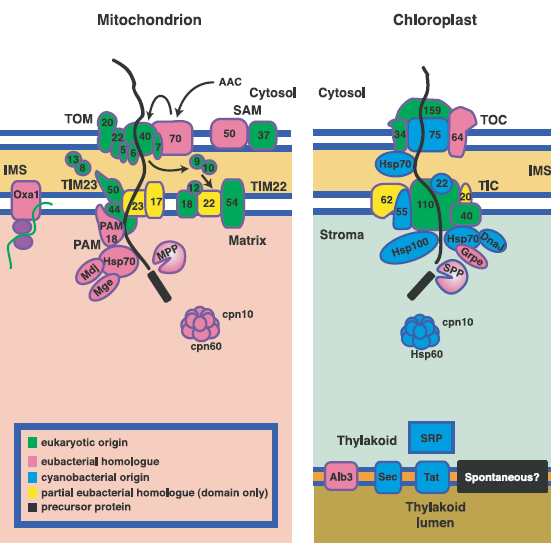 Mitochondrion
Chloroplast
AAC
Cytosol
Cytosol
TOM
SAM
TOC
20
22
5
6
40
7
70
50
37
159
34
75
64
13
8
9
10
Hsp70
IMS
IMS
Oxa1
TIM23
TIM22
TIC
50
44
23
17
12
18
22
54
62
55
110
22
20
40
PAM
18
PAM
Matrix
Stroma
Hsp70
Mdj
Mge
MPP
Hsp100
Hsp70
DnaJ
Grpe
SPP
cpn10
cpn60
cpn10
Hsp60
eukaryotic origin
eubacterial homologue
cyanobacterial origin
partial eubacterial homologue (domain only)
precursor protein
Thylakoid
SRP
Alb3
Sec
Tat
Spontaneous?
Thylakoid
lumen